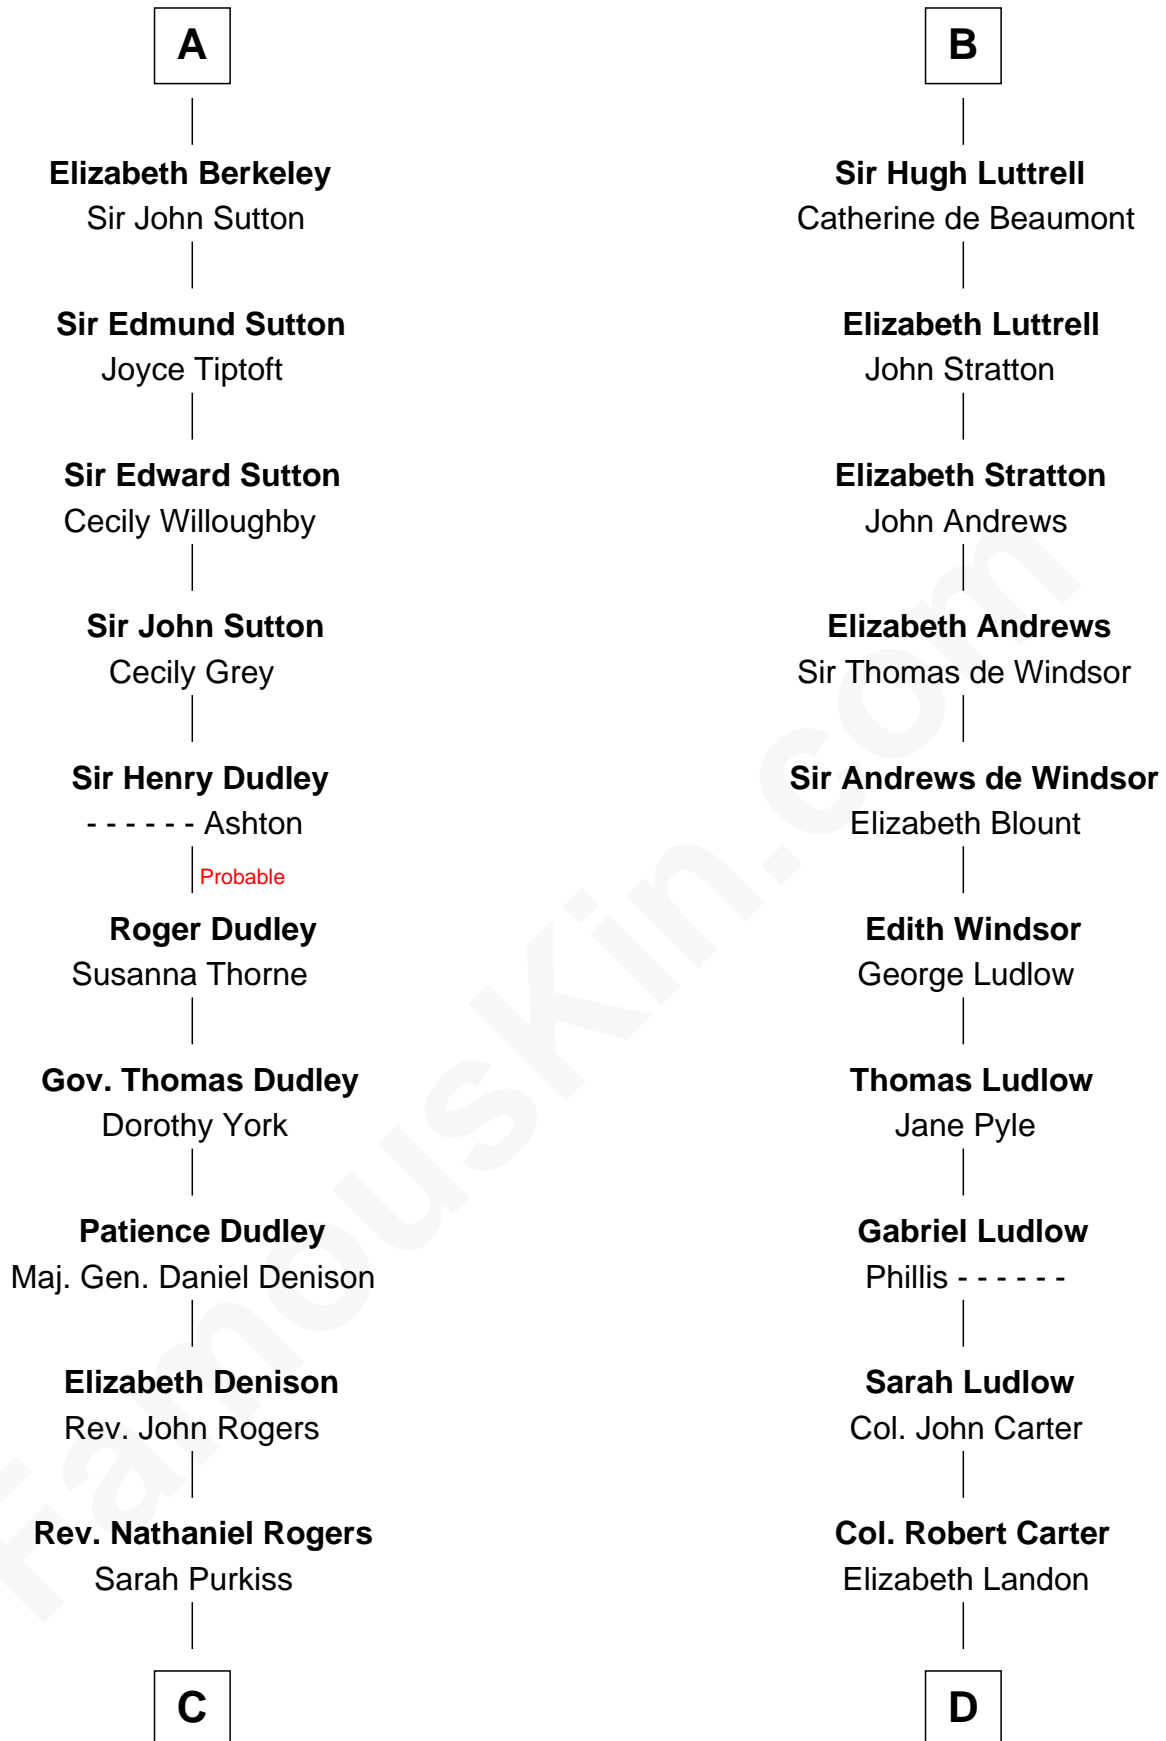 A
Elizabeth Berkeley
Sir John Sutton
Sir Edmund Sutton
Joyce Tiptoft
Sir Edward Sutton
Cecily Willoughby
Sir John Sutton
Cecily Grey
Sir Henry Dudley
- - - - - - Ashton
Probable
Roger Dudley
Susanna Thorne
Gov. Thomas Dudley
Dorothy York
Patience Dudley
Maj. Gen. Daniel Denison
Elizabeth Denison
Rev. John Rogers
Rev. Nathaniel Rogers
Sarah Purkiss
C
B
Sir Hugh Luttrell
Catherine de Beaumont
Elizabeth Luttrell
John Stratton
Elizabeth Stratton
John Andrews
Elizabeth Andrews
Sir Thomas de Windsor
Sir Andrews de Windsor
Elizabeth Blount
Edith Windsor
George Ludlow
Thomas Ludlow
Jane Pyle
Gabriel Ludlow
Phillis - - - - - -
Sarah Ludlow
Col. John Carter
Col. Robert Carter
Elizabeth Landon
D
FamousKin.com